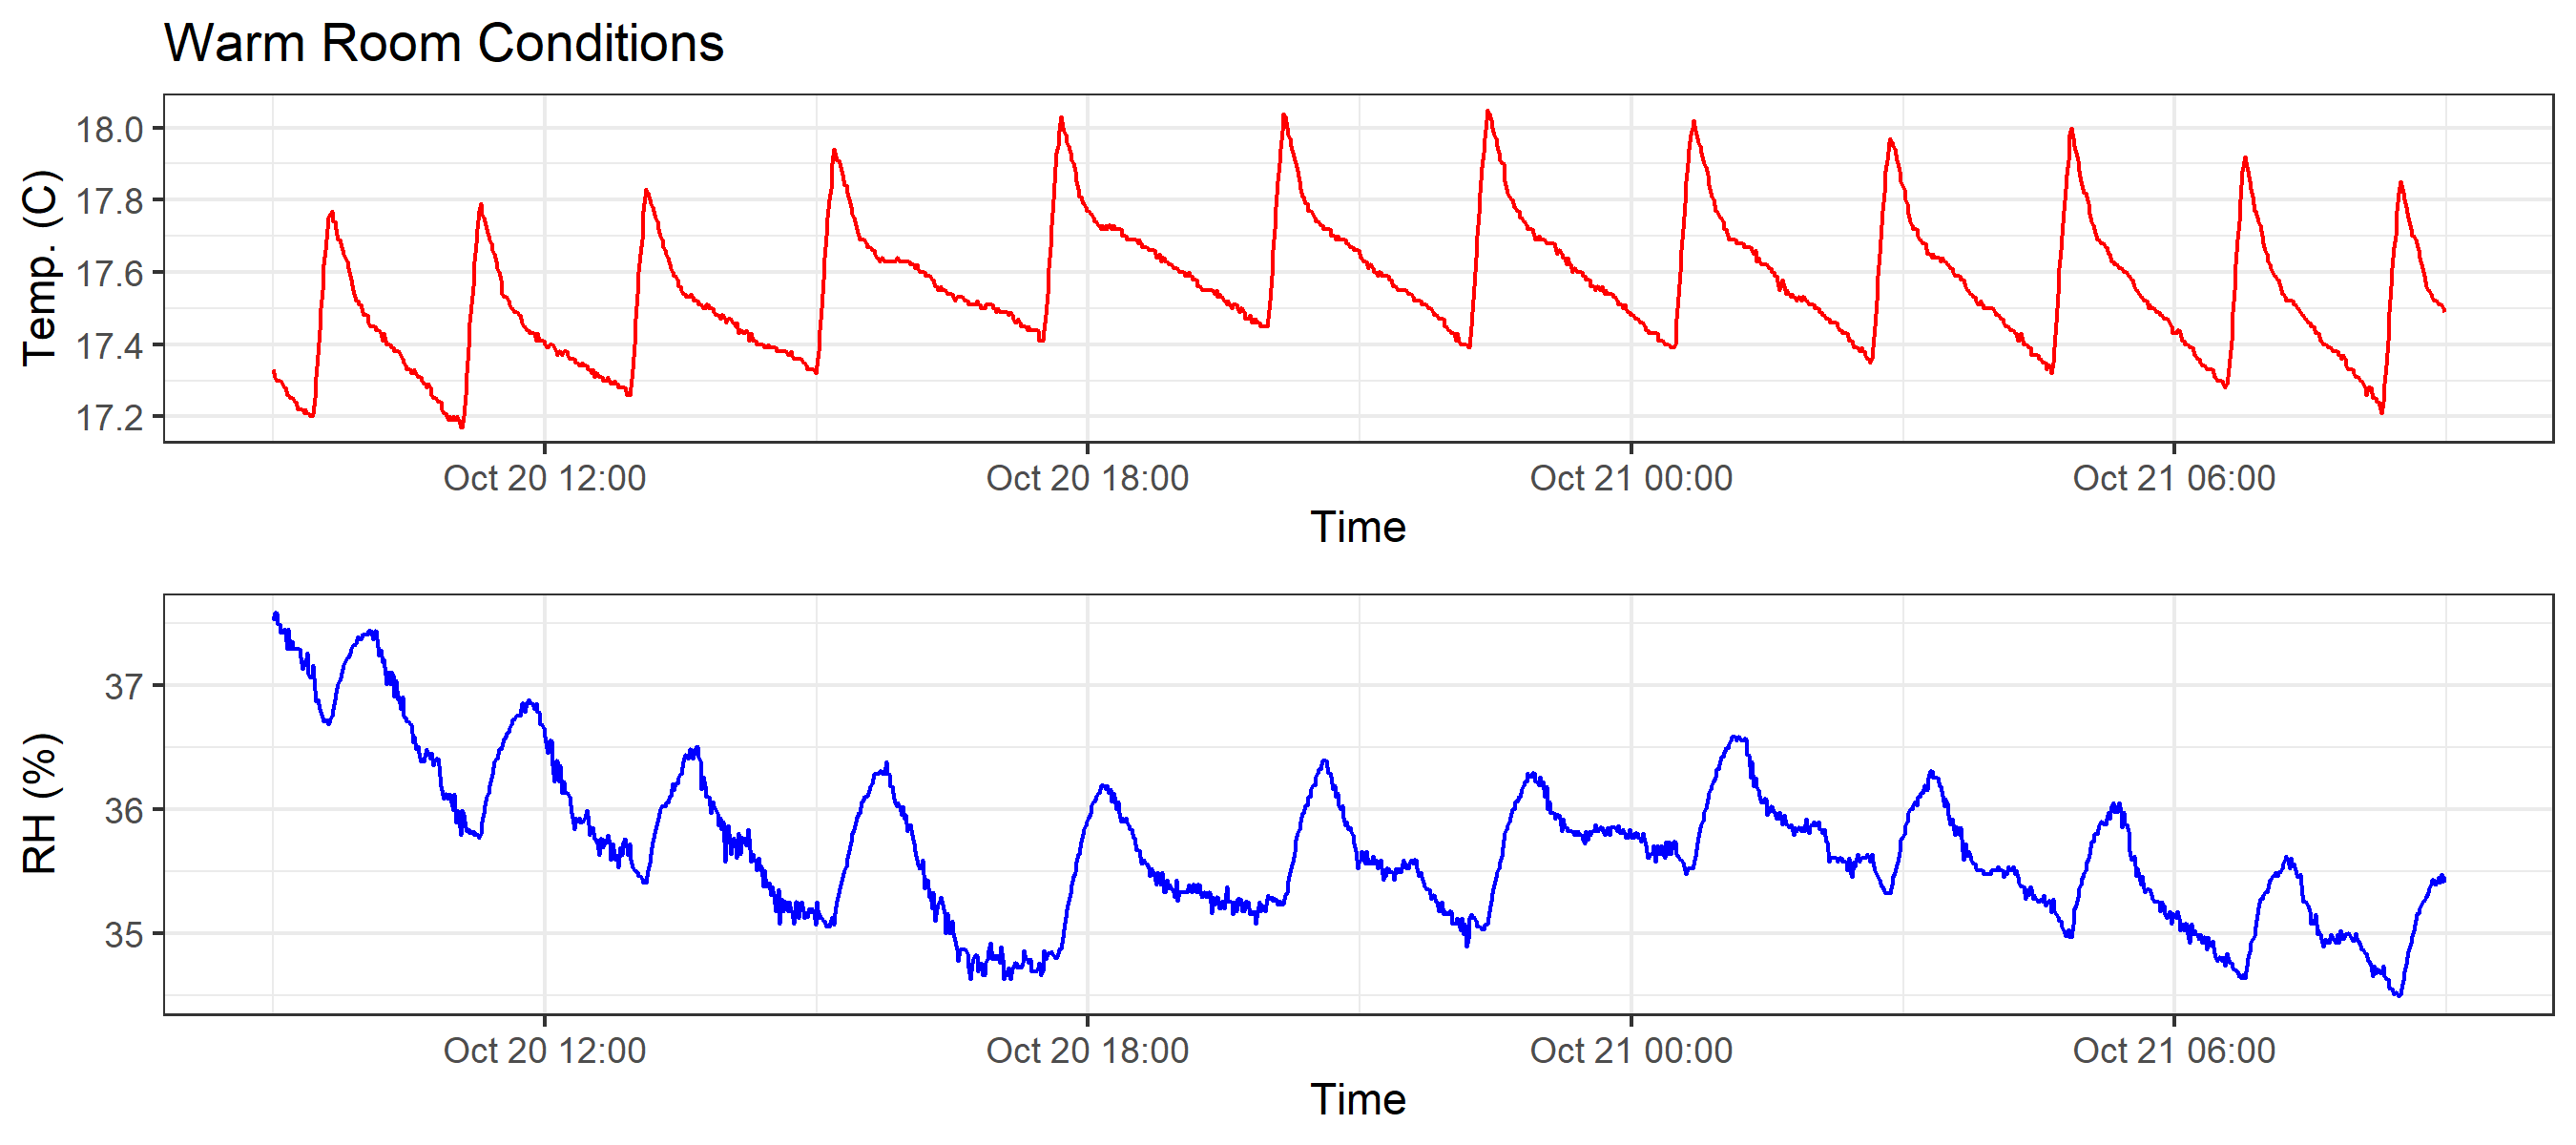 Warm Room Conditions
Temp. (C)
18.0
17.8
17.6
17.4
17.2
Oct 20 12:00 Oct 20 18:00 Oct 21 00:00 Oct 21 06:00
Time
RH (%)
37
36
35
Oct 20 12:00 Oct 20 18:00 Oct 21 00:00 Oct 21 06:00
Time